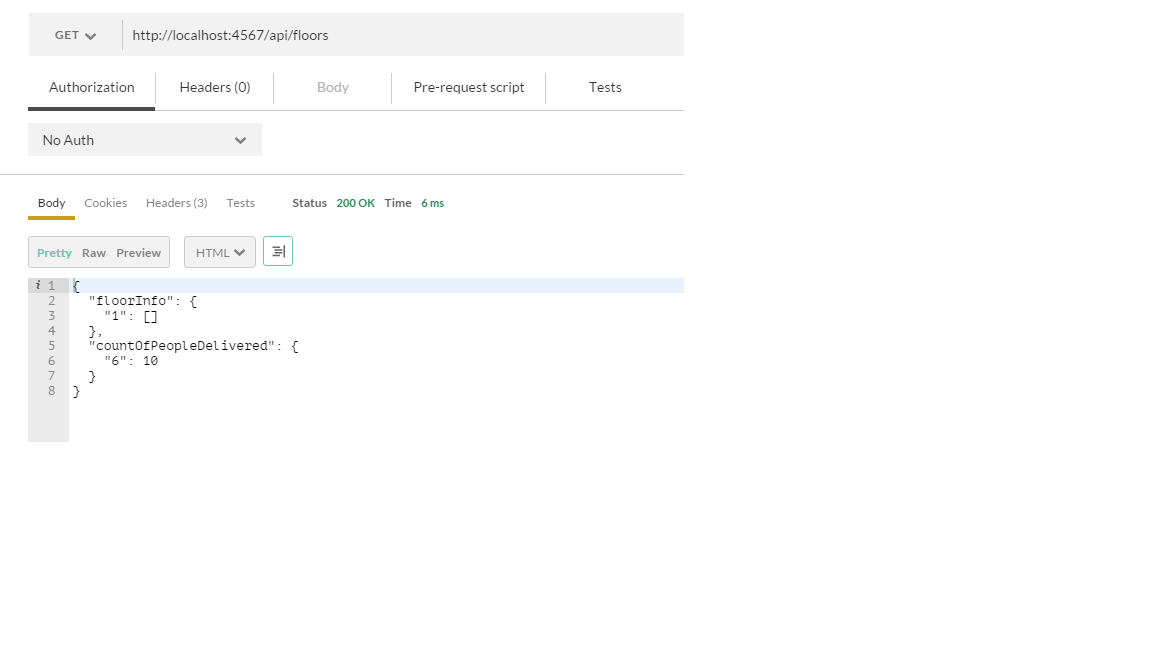 GET http://localhost:4567/api/floors
Authorization Headers (0) Body Pre-request script Tests
No Auth
Body Cookies Headers (3) Tests Status 200 OK Time 6 ms
Pretty Raw Preview HTML
i 1 {
2 "floorInfo": {
3 "1": []
4 },
5 "countOfPeopleDelivered": {
6 "6": 10
7 }
8 }